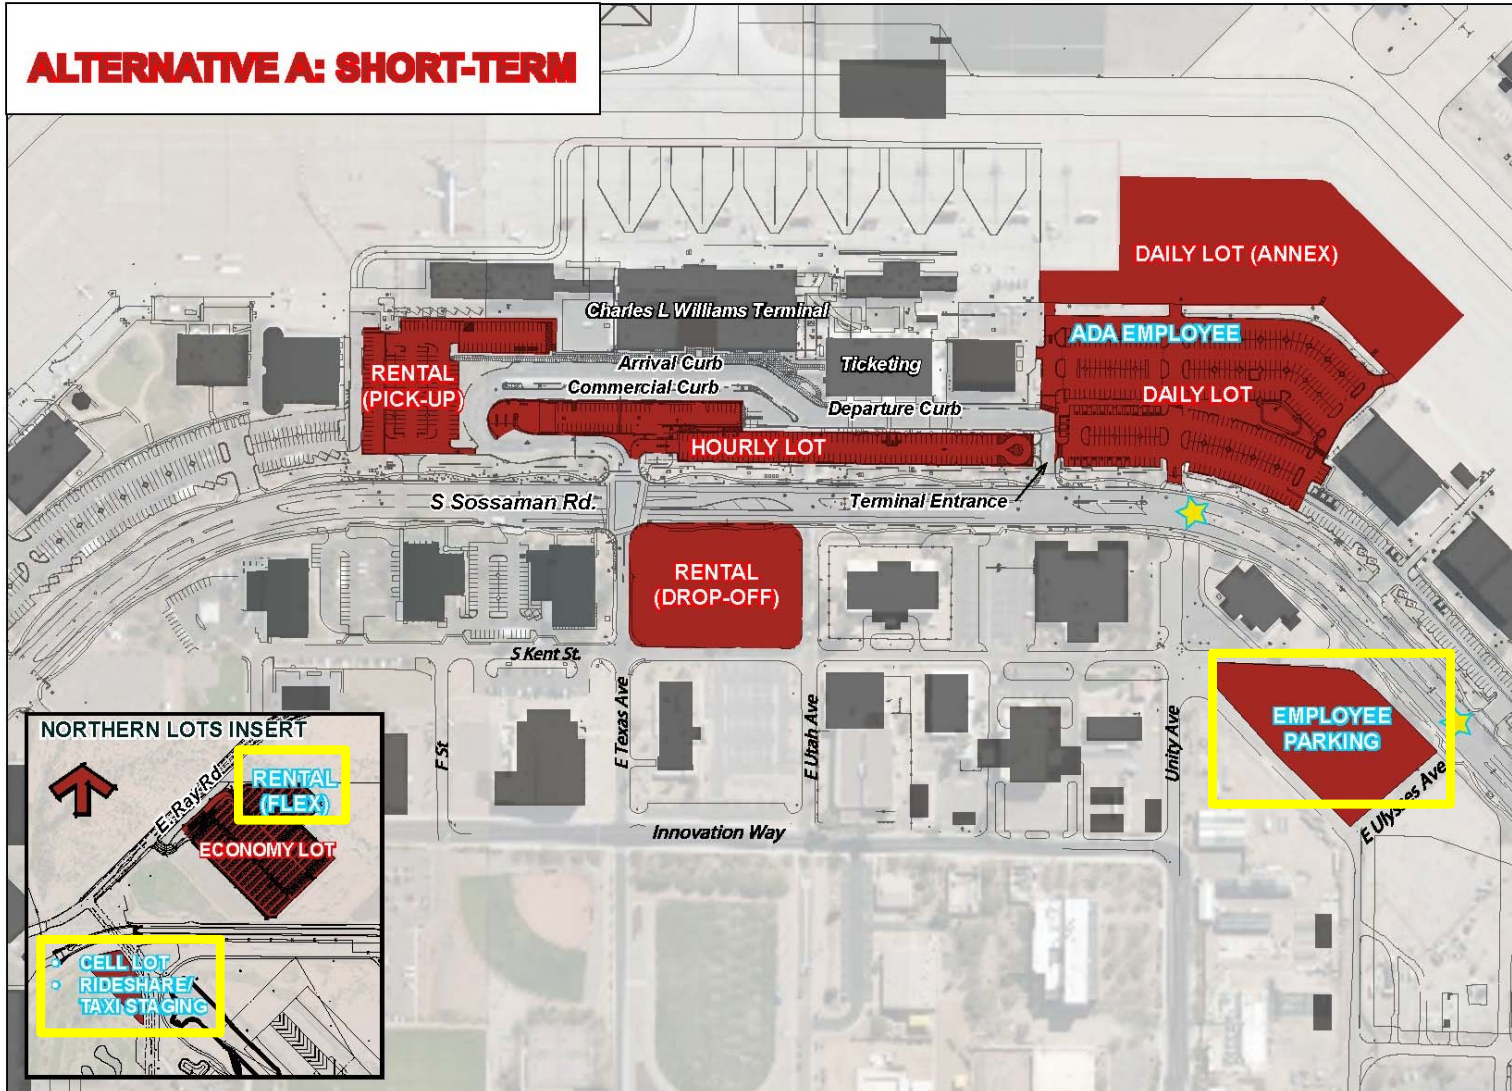 ALTERNATIVE A: SHORT-TERM
DAILY LOT (ANNEX)
Charles L Williams Terminal
ADA EMPLOYEE
RENTAL
(PICK-UP)
Arrival Curb
Ticketing
Commercial Curb
DAILY LOT
Departure Curb
HOURLY LOT
S Sossaman Rd.
Terminal Entrance
RENTAL
(DROP-OFF)
S Kent St.
E Texas Ave
E Utah Ave
Unity Ave
F St
EMPLOYEE
PARKING
E Ulysses Ave
Innovation Way
NORTHERN LOTS INSERT
E. Ray Rd
RENTAL
(FLEX)
ECONOMY LOT
CELL LOT
RIDESHARE/
TAXI STAGING